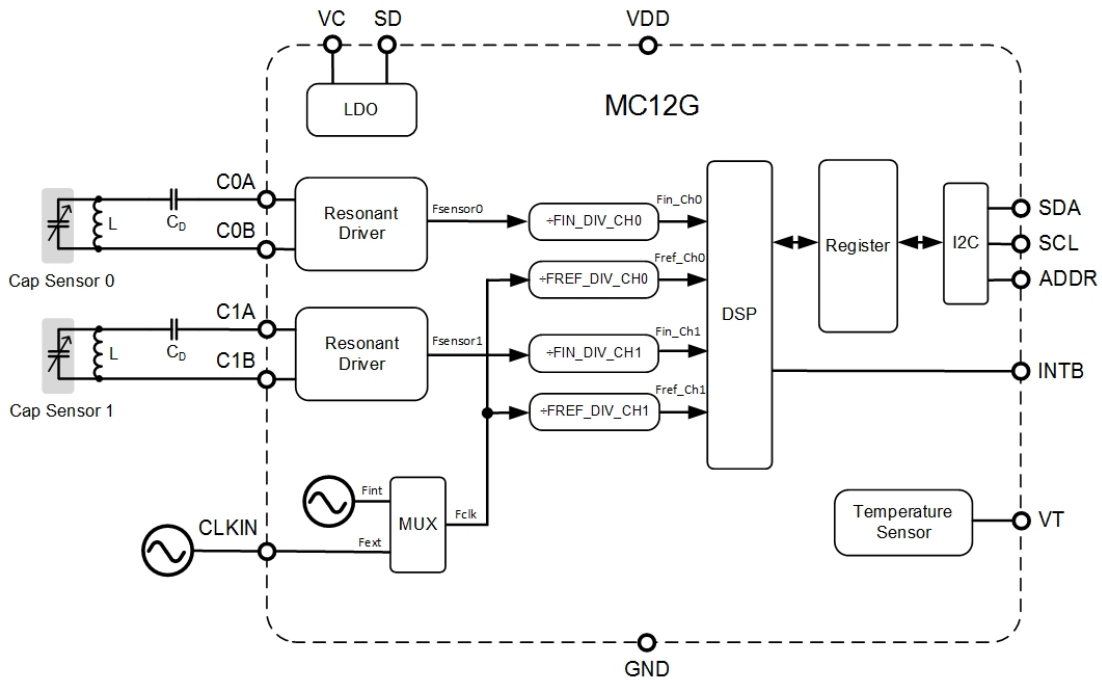 VC
SD
VDD
MC12G
LDO
C0A
C0B
L
CD
Cap Sensor 0
Resonant
Driver
Fsensor0
÷FIN_DIV_CH0
Fin_Ch0
Fref_Ch0
÷FREF_DIV_CH0
DSP
Register
I2C
SDA
SCL
ADDR
C1A
C1B
L
CD
Cap Sensor 1
Resonant
Driver
Fsensor1
÷FIN_DIV_CH1
Fin_Ch1
Fref_Ch1
÷FREF_DIV_CH1
INTB
Fint
MUX
Fclk
CLKIN
Fext
Temperature
Sensor
VT
GND